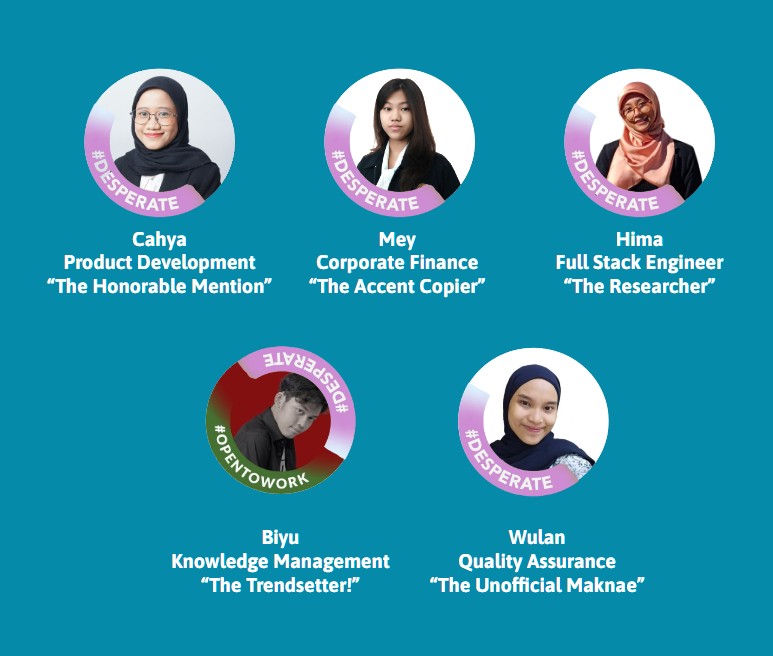 #DESPERATE
#DESPERATE
#DESPERATE
Cahya
Product Development
“The Honorable Mention”
Mey
Corporate Finance
“The Accent Copier”
Hima
Full Stack Engineer
“The Researcher”
#DESPERATE
#OPENTOWORK
#DESPERATE
Biyu
Knowledge Management
“The Trendsetter!”
Wulan
Quality Assurance
“The Unofficial Maknae”